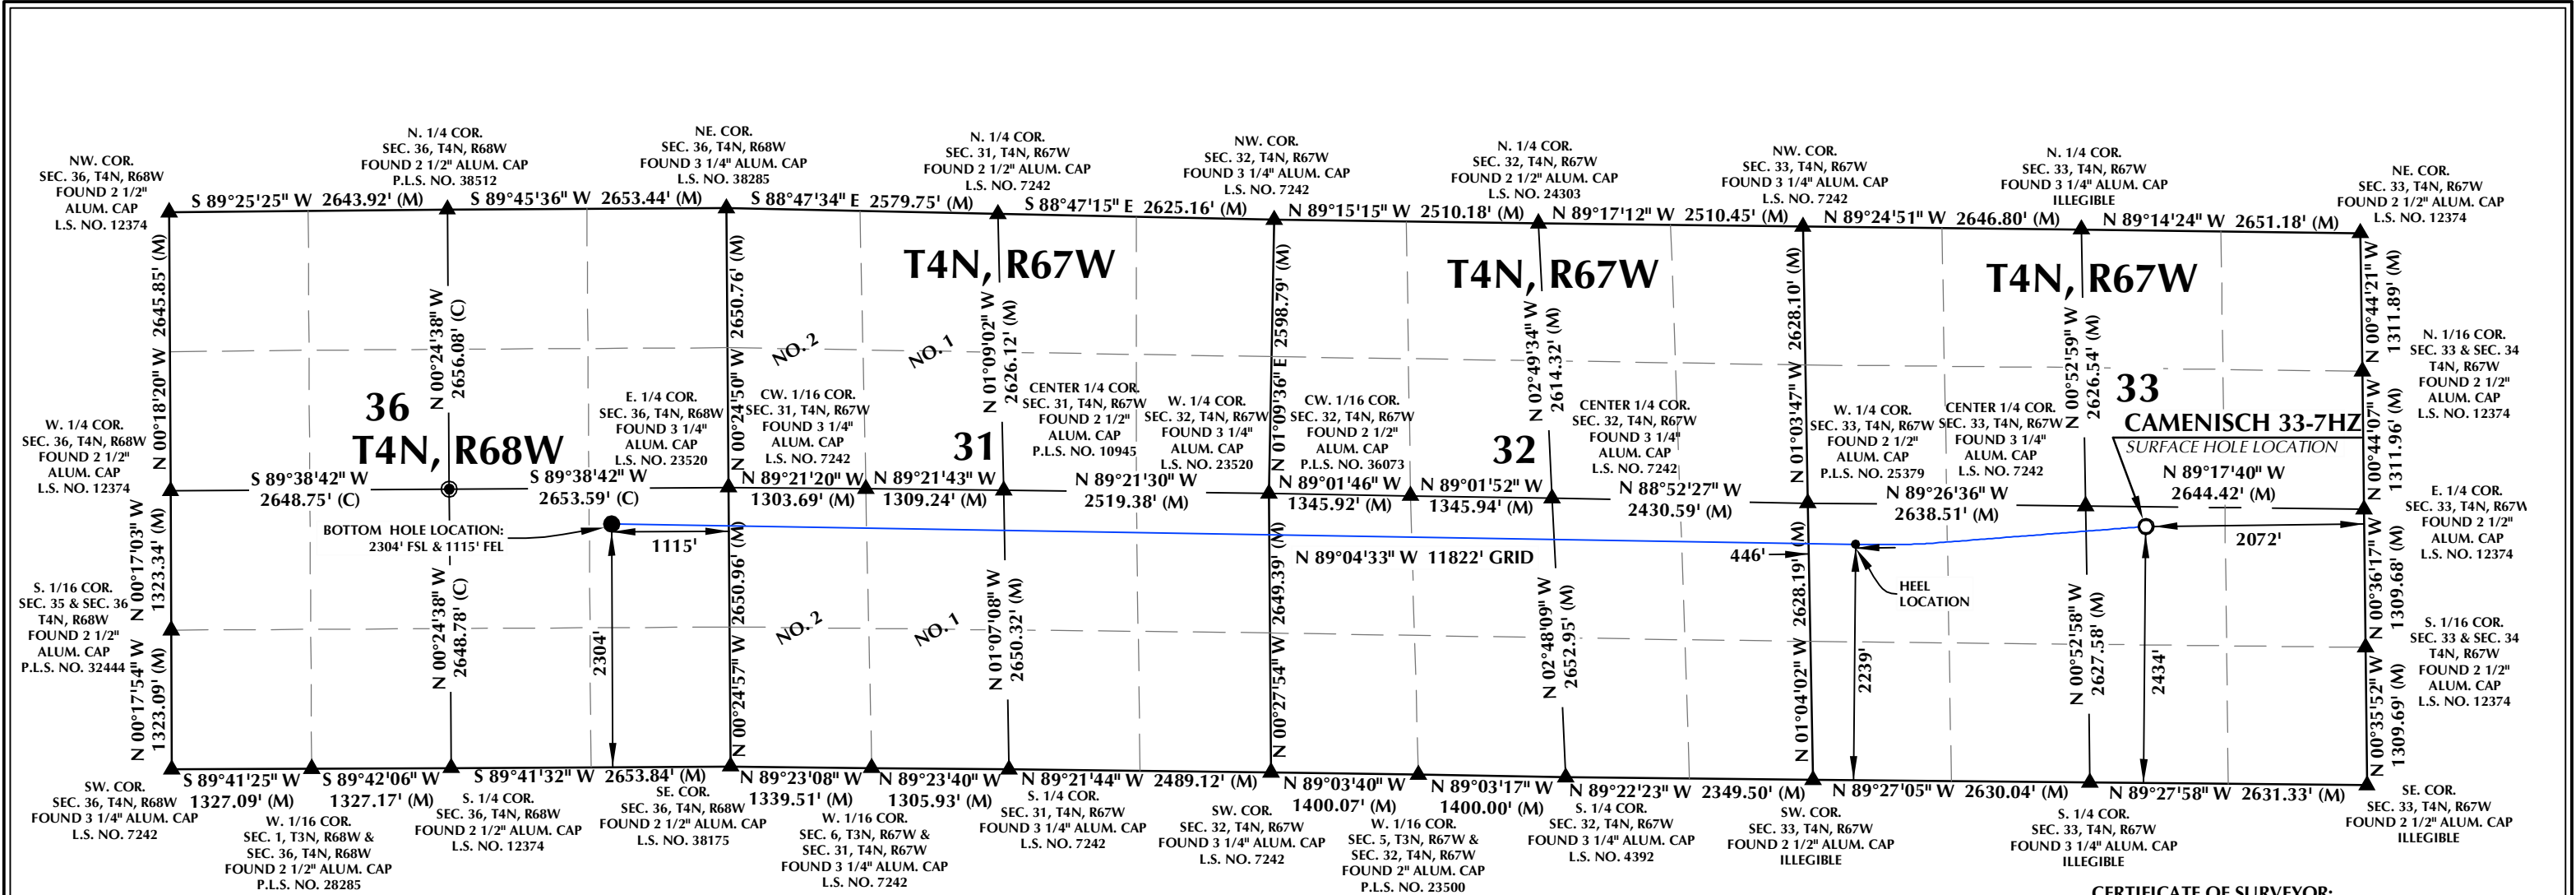 NW. COR.
SEC. 36, T4N, R68W
FOUND 2 1/2"
ALUM. CAP
L.S. NO. 12374
N. 1/4 COR.
SEC. 36, T4N, R68W
FOUND 2 1/2" ALUM. CAP
P.L.S. NO. 38512
NE. COR.
SEC. 36, T4N, R68W
FOUND 3 1/4" ALUM. CAP
L.S. NO. 38285
N. 1/4 COR.
SEC. 31, T4N, R67W
FOUND 2 1/2" ALUM. CAP
L.S. NO. 7242
NW. COR.
SEC. 32, T4N, R67W
FOUND 3 1/4" ALUM. CAP
L.S. NO. 7242
N. 1/4 COR.
SEC. 32, T4N, R67W
FOUND 2 1/2" ALUM. CAP
L.S. NO. 24303
NW. COR.
SEC. 33, T4N, R67W
FOUND 3 1/4" ALUM. CAP
L.S. NO. 7242
N. 1/4 COR.
SEC. 33, T4N, R67W
FOUND 3 1/4" ALUM. CAP
ILLEGIBLE
NE. COR.
SEC. 33, T4N, R67W
FOUND 2 1/2" ALUM. CAP
L.S. NO. 12374
S 89°25'25" W 2643.92' (M)
S 89°45'36" W 2653.44' (M)
S 88°47'34" E 2579.75' (M)
S 88°47'15" E 2625.16' (M)
N 89°15'15" W 2510.18' (M)
N 89°17'12" W 2510.45' (M)
N 89°24'51" W 2646.80' (M)
N 89°14'24" W 2651.18' (M)
N 00°18'20" W 2645.85' (M)
N 00°24'38" W
2656.08' (C)
N 00°24'50" W 2650.76' (M)
N 01°09'02" W
2626.12' (M)
N 01°09'36" E 2598.79' (M)
N 02°49'34" W
2614.32' (M)
N 01°03'47" W 2628.10' (M)
N 00°52'59" W
2626.54' (M)
N 00°44'21" W
1311.89' (M)
N 00°44'07" W
1311.96' (M)
T4N, R67W
T4N, R67W
T4N, R67W
NO. 2
NO. 1
36
T4N, R68W
31
32
33
CAMENISCH 33-7HZ
SURFACE HOLE LOCATION
N. 1/16 COR.
SEC. 33 & SEC. 34
T4N, R67W
FOUND 2 1/2"
ALUM. CAP
L.S. NO. 12374
W. 1/4 COR.
SEC. 36, T4N, R68W
FOUND 2 1/2"
ALUM. CAP
L.S. NO. 12374
E. 1/4 COR.
SEC. 36, T4N, R68W
FOUND 3 1/4"
ALUM. CAP
L.S. NO. 23520
CW. 1/16 COR.
SEC. 31, T4N, R67W
FOUND 3 1/4"
ALUM. CAP
L.S. NO. 7242
CENTER 1/4 COR.
SEC. 31, T4N, R67W
FOUND 2 1/2"
ALUM. CAP
P.L.S. NO. 10945
W. 1/4 COR.
SEC. 32, T4N, R67W
FOUND 3 1/4"
ALUM. CAP
L.S. NO. 23520
CW. 1/16 COR.
SEC. 32, T4N, R67W
FOUND 2 1/2"
ALUM. CAP
P.L.S. NO. 36073
CENTER 1/4 COR.
SEC. 32, T4N, R67W
FOUND 3 1/4"
ALUM. CAP
L.S. NO. 7242
W. 1/4 COR.
SEC. 33, T4N, R67W
FOUND 2 1/2"
ALUM. CAP
P.L.S. NO. 25379
CENTER 1/4 COR.
SEC. 33, T4N, R67W
FOUND 3 1/4"
ALUM. CAP
L.S. NO. 7242
E. 1/4 COR.
SEC. 33, T4N, R67W
FOUND 2 1/2"
ALUM. CAP
L.S. NO. 12374
S 89°38'42" W
2648.75' (C)
S 89°38'42" W
2653.59' (C)
N 89°21'20" W
1303.69' (M)
N 89°21'43" W
1309.24' (M)
N 89°21'30" W
2519.38' (M)
N 89°01'46" W
1345.92' (M)
N 89°01'52" W
1345.94' (M)
N 88°52'27" W
2430.59' (M)
N 89°26'36" W
2638.51' (M)
N 89°17'40" W
2644.42' (M)
BOTTOM HOLE LOCATION:
2304' FSL & 1115' FEL
1115'
N 89°04'33" W 11822' GRID
446'
2072'
HEEL
LOCATION
2304'
2239'
2434'
NO. 2
NO. 1
N 00°17'03" W
1323.34' (M)
N 00°17'54" W
1323.09' (M)
N 00°24'38" W
2648.78' (C)
N 00°24'57" W 2650.96' (M)
N 01°07'08" W
2650.32' (M)
N 00°27'54" W 2649.39' (M)
N 02°48'09" W
2652.95' (M)
N 01°04'02" W 2628.19' (M)
N 00°52'58" W
2627.58' (M)
N 00°36'17" W
1309.68' (M)
N 00°35'52" W
1309.69' (M)
S. 1/16 COR.
SEC. 35 & SEC. 36
T4N, R68W
FOUND 2 1/2"
ALUM. CAP
P.L.S. NO. 32444
S. 1/16 COR.
SEC. 33 & SEC. 34
T4N, R67W
FOUND 2 1/2"
ALUM. CAP
L.S. NO. 12374
S 89°41'25" W
1327.09' (M)
S 89°42'06" W
1327.17' (M)
S 89°41'32" W 2653.84' (M)
N 89°23'08" W
1339.51' (M)
N 89°23'40" W
1305.93' (M)
N 89°21'44" W 2489.12' (M)
N 89°03'40" W
1400.07' (M)
N 89°03'17" W
1400.00' (M)
N 89°22'23" W 2349.50' (M)
N 89°27'05" W 2630.04' (M)
N 89°27'58" W 2631.33' (M)
SW. COR.
SEC. 36, T4N, R68W
FOUND 3 1/4" ALUM. CAP
L.S. NO. 7242
W. 1/16 COR.
SEC. 1, T3N, R68W &
SEC. 36, T4N, R68W
FOUND 2 1/2" ALUM. CAP
P.L.S. NO. 28285
S. 1/4 COR.
SEC. 36, T4N, R68W
FOUND 2 1/2" ALUM. CAP
L.S. NO. 12374
SE. COR.
SEC. 36, T4N, R68W
FOUND 2 1/2" ALUM. CAP
L.S. NO. 38175
W. 1/16 COR.
SEC. 6, T3N, R67W &
SEC. 31, T4N, R67W
FOUND 3 1/4" ALUM. CAP
L.S. NO. 7242
S. 1/4 COR.
SEC. 31, T4N, R67W
FOUND 3 1/4" ALUM. CAP
L.S. NO. 7242
SW. COR.
SEC. 32, T4N, R67W
FOUND 3 1/4" ALUM. CAP
L.S. NO. 7242
W. 1/16 COR.
SEC. 5, T3N, R67W &
SEC. 32, T4N, R67W
FOUND 2" ALUM. CAP
P.L.S. NO. 23500
S. 1/4 COR.
SEC. 32, T4N, R67W
FOUND 3 1/4" ALUM. CAP
L.S. NO. 4392
SW. COR.
SEC. 33, T4N, R67W
FOUND 2 1/2" ALUM. CAP
ILLEGIBLE
S. 1/4 COR.
SEC. 33, T4N, R67W
FOUND 3 1/4" ALUM. CAP
ILLEGIBLE
SE. COR.
SEC. 33, T4N, R67W
FOUND 2 1/2" ALUM. CAP
ILLEGIBLE
CERTIFICATE OF SURVEYOR: